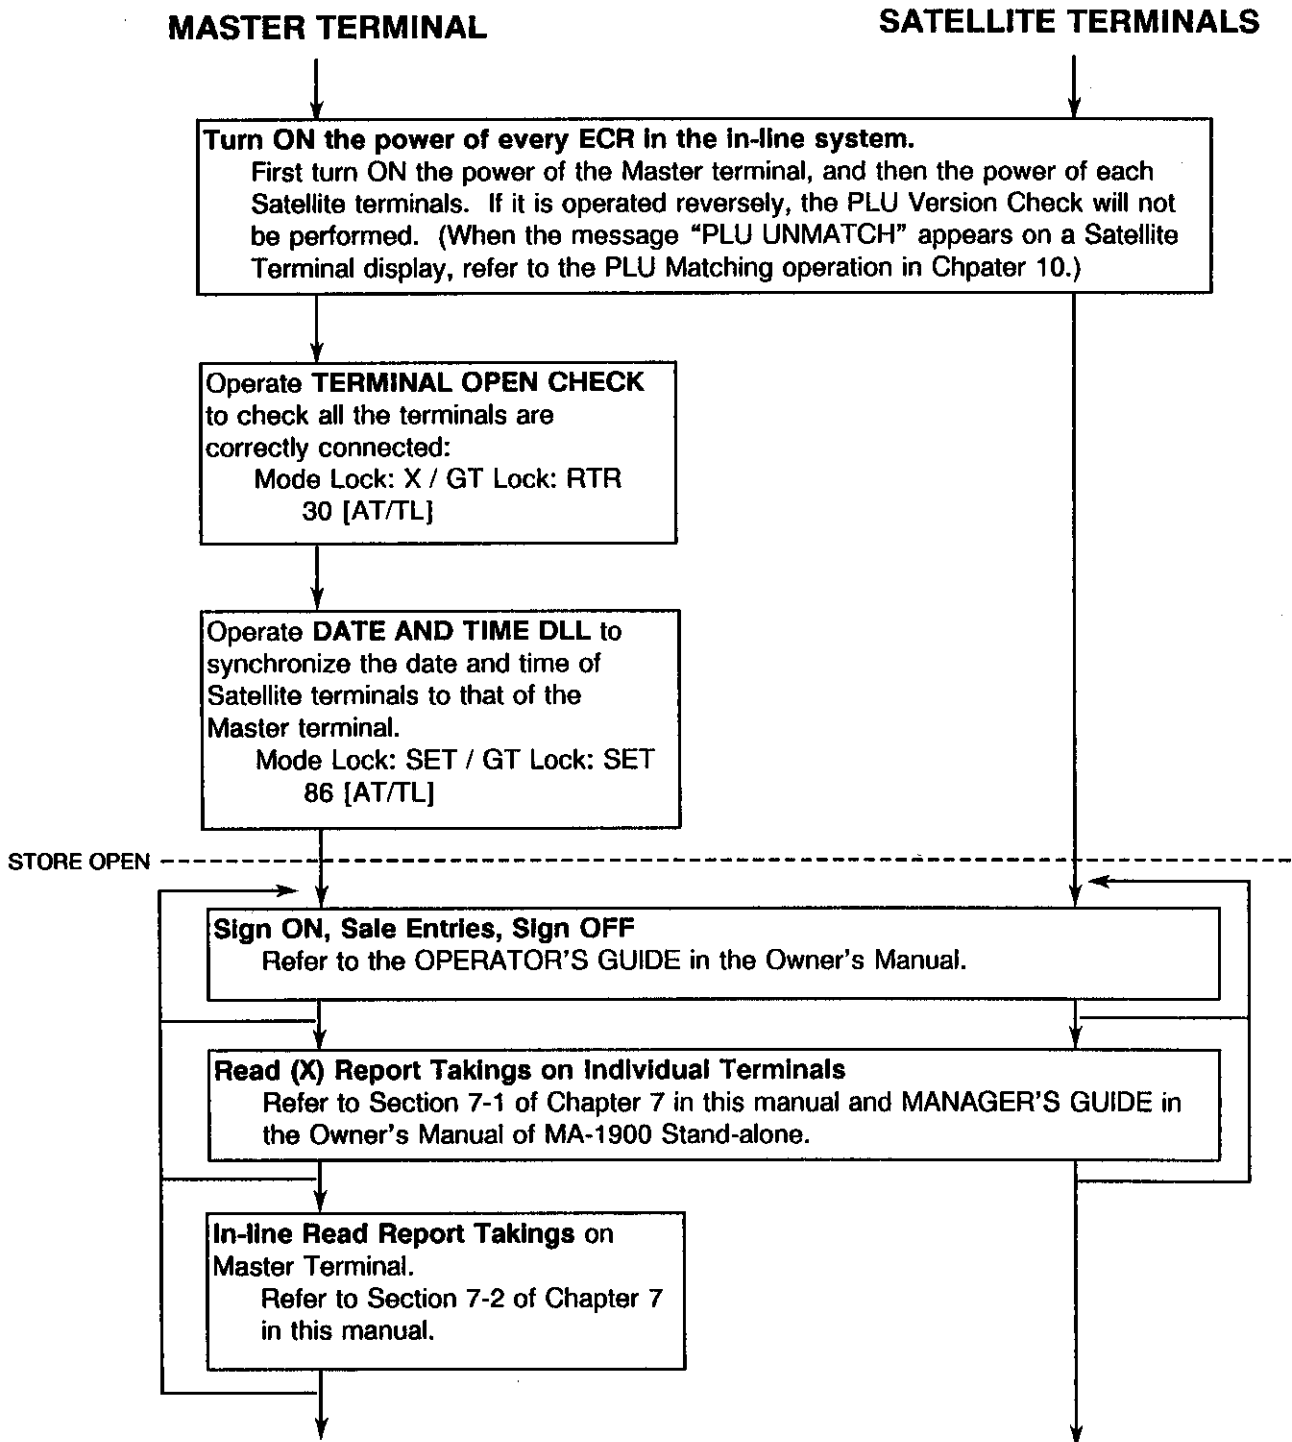 MASTER TERMINAL
SATELLITE TERMINALS
Turn ON the power of every ECR in the in-line system.
First turn ON the power of the Master terminal, and then the power of each
Satellite terminals. If it is operated reversely, the PLU Version Check will not
be performed. (When the message "PLU UNMATCH" appears on a Satellite
Terminal display, refer to the PLU Matching operation in Chpater 10.)
Operate TERMINAL OPEN CHECK
to check all the terminals are
correctly connected:
Mode Lock: X / GT Lock: RTR
30 [AT/TL]
Operate DATE AND TIME DLL to
synchronize the date and time of
Satellite terminals to that of the
Master terminal.
Mode Lock: SET / GT Lock: SET
86 [AT/TL]
STORE OPEN
Sign ON, Sale Entries, Sign OFF
Refer to the OPERATOR'S GUIDE in the Owner's Manual.
Read (X) Report Takings on Individual Terminals
Refer to Section 7-1 of Chapter 7 in this manual and MANAGER'S GUIDE in
the Owner's Manual of MA-1900 Stand-alone.
In-line Read Report Takings on
Master Terminal.
Refer to Section 7-2 of Chapter 7
in this manual.